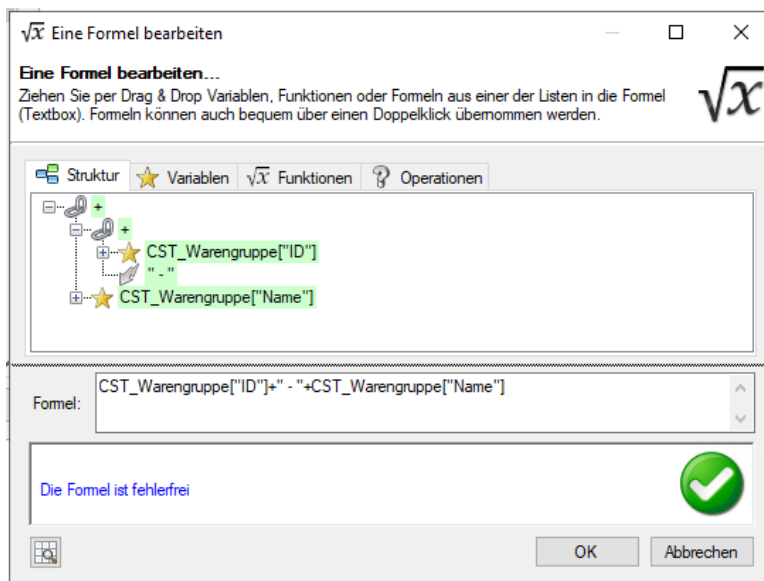 √x Eine Formel bearbeiten
Eine Formel bearbeiten...
Ziehen Sie per Drag & Drop Variablen, Funktionen oder Formeln aus einer der Listen in die Formel
(Textbox). Formeln können auch bequem über einen Doppelklick übernommen werden.
√x
Struktur Variablen √x Funktionen Operationen
+
+
CST_Warengruppe["ID"]
" - "
CST_Warengruppe["Name"]
Formel: CST_Warengruppe["ID"]+" - "+CST_Warengruppe["Name"]
Die Formel ist fehlerfrei
OK Abbrechen